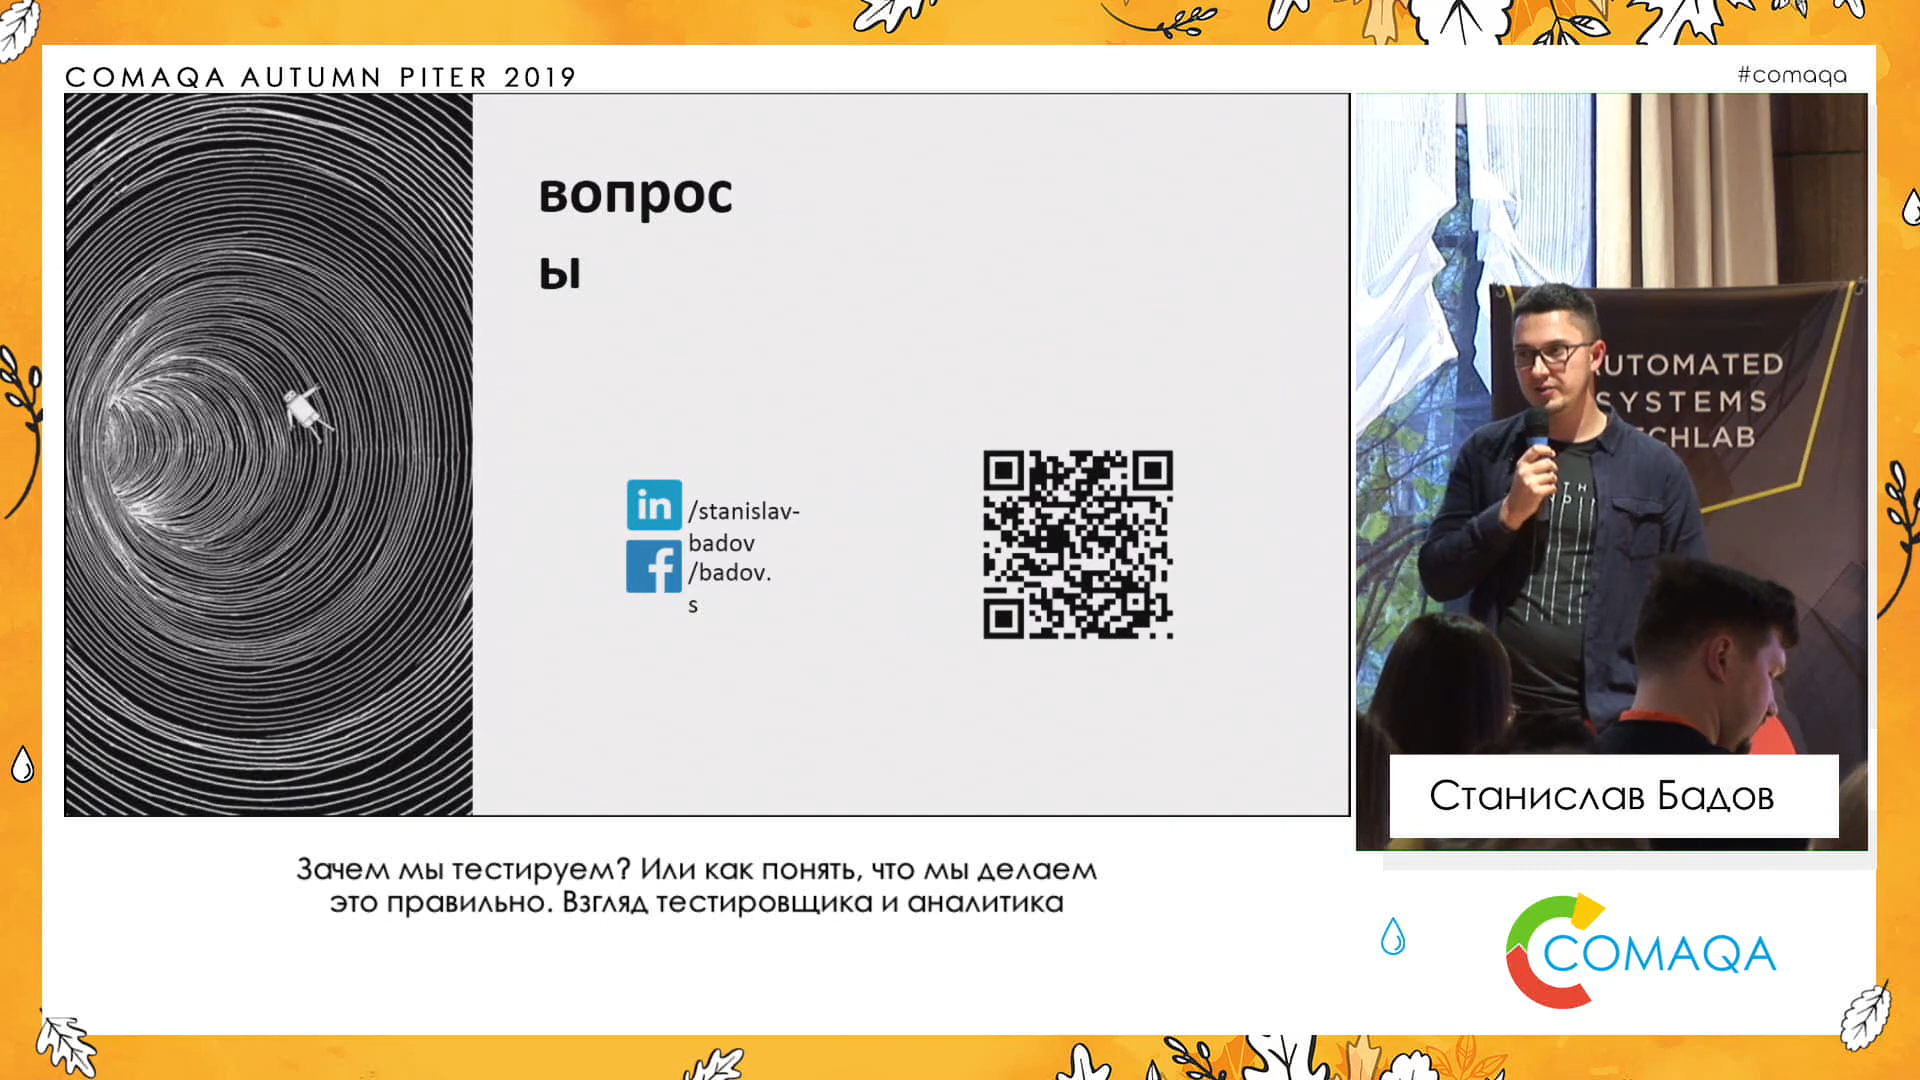 COMAQA AUTUMN PITER 2019
#comaqa
вопрос
ы
in
/stanislav-
badov
f
/badov.
s
UTOMATED
SYSTEMS
CHLAB
Станислав Бадов
Зачем мы тестируем? Или как понять, что мы делаем
это правильно. Взгляд тестировщика и аналитика
COMAQA